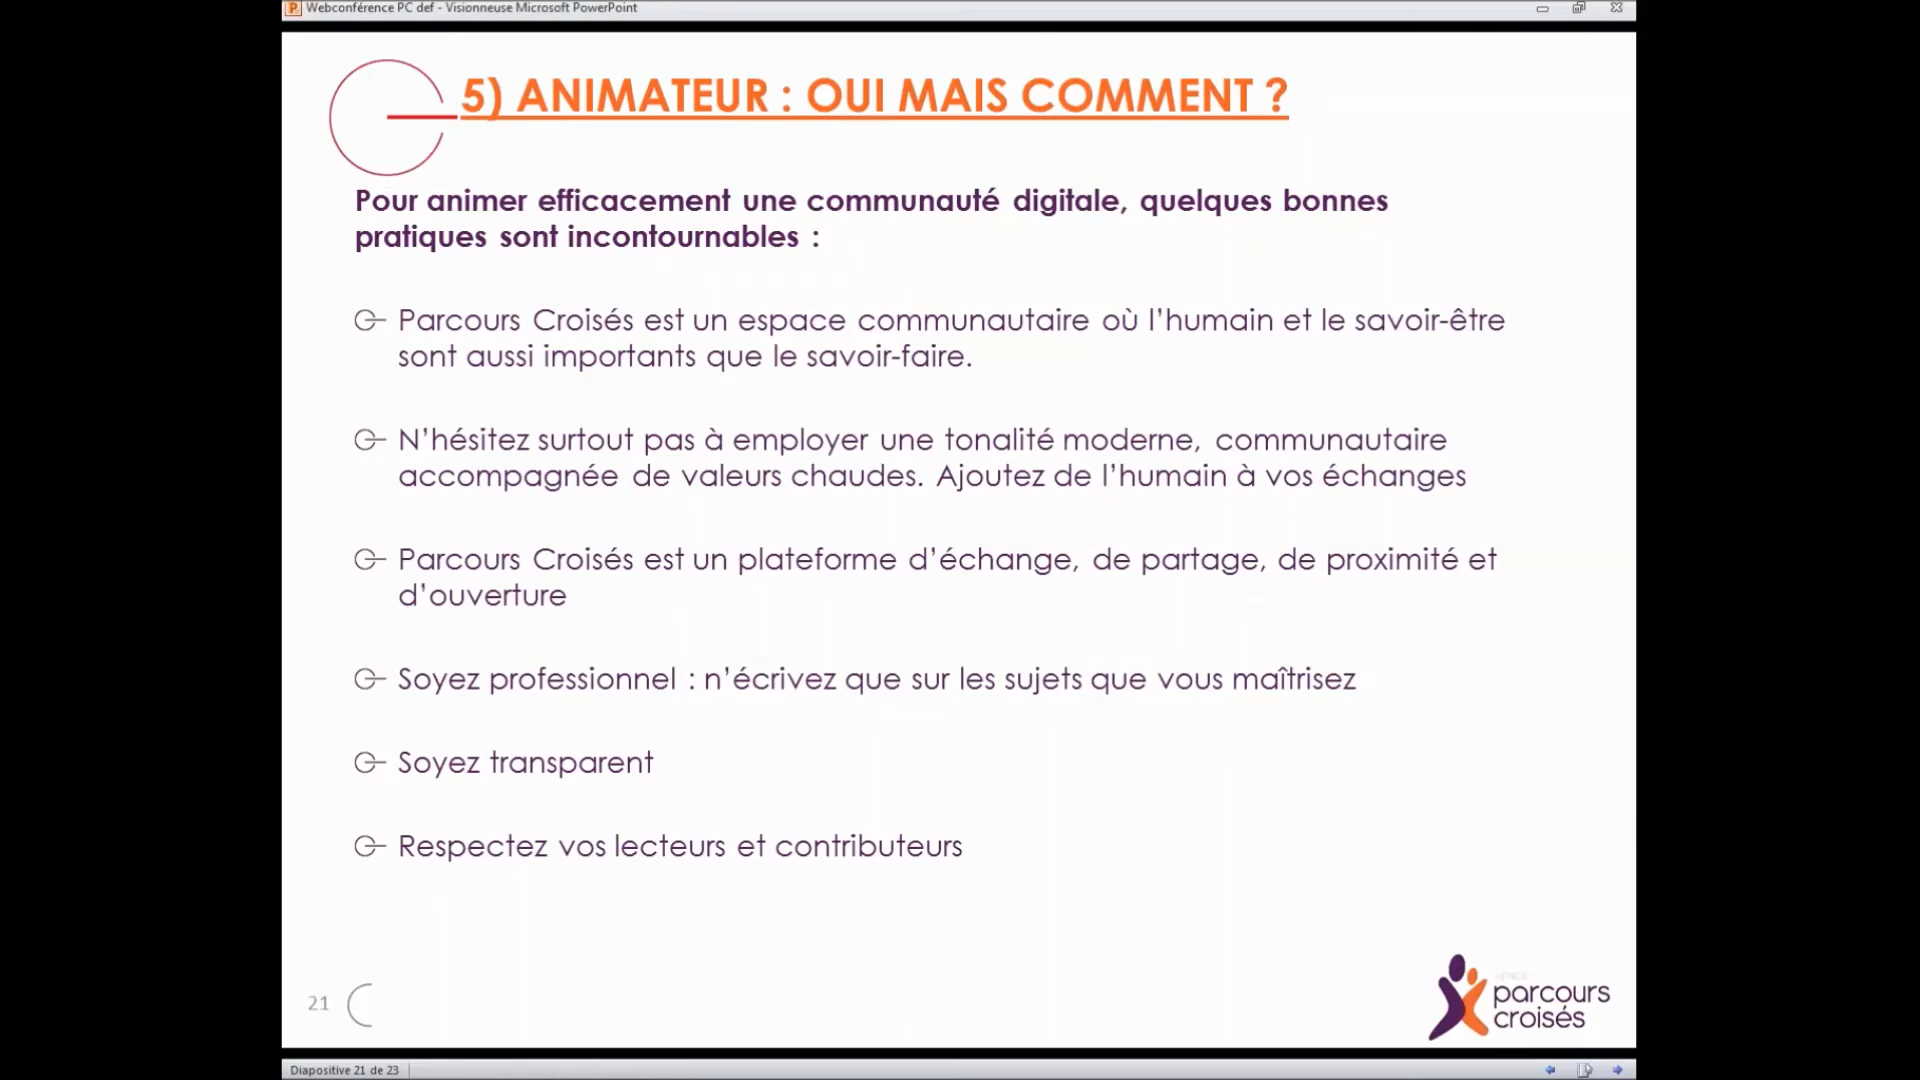 Webconférence PC def - Visionneuse Microsoft PowerPoint
5) ANIMATEUR : OUI MAIS COMMENT ?
Pour animer efficacement une communauté digitale, quelques bonnes
pratiques sont incontournables :
Parcours Croisés est un espace communautaire où l’humain et le savoir-être
sont aussi importants que le savoir-faire.
N’hésitez surtout pas à employer une tonalité moderne, communautaire
accompagnée de valeurs chaudes. Ajoutez de l’humain à vos échanges
Parcours Croisés est un plateforme d’échange, de partage, de proximité et
d’ouverture
Soyez professionnel : n’écrivez que sur les sujets que vous maîtrisez
Soyez transparent
Respectez vos lecteurs et contributeurs
21
parcours
croisés
Diapositive 21 de 23